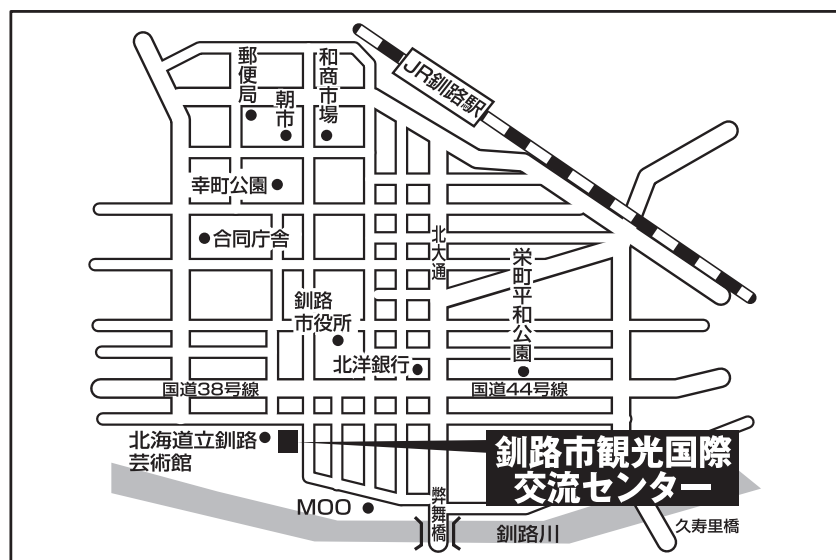 JR釧路駅
郵便局
朝市
和商市場
幸町公園
合同庁舎
北大通
栄町平和公園
釧路
市役所
北洋銀行
国道38号線
国道44号線
北海道立釧路
芸術館
釧路市観光国際
交流センター
MOO
弊舞橋
釧路川
久寿里橋